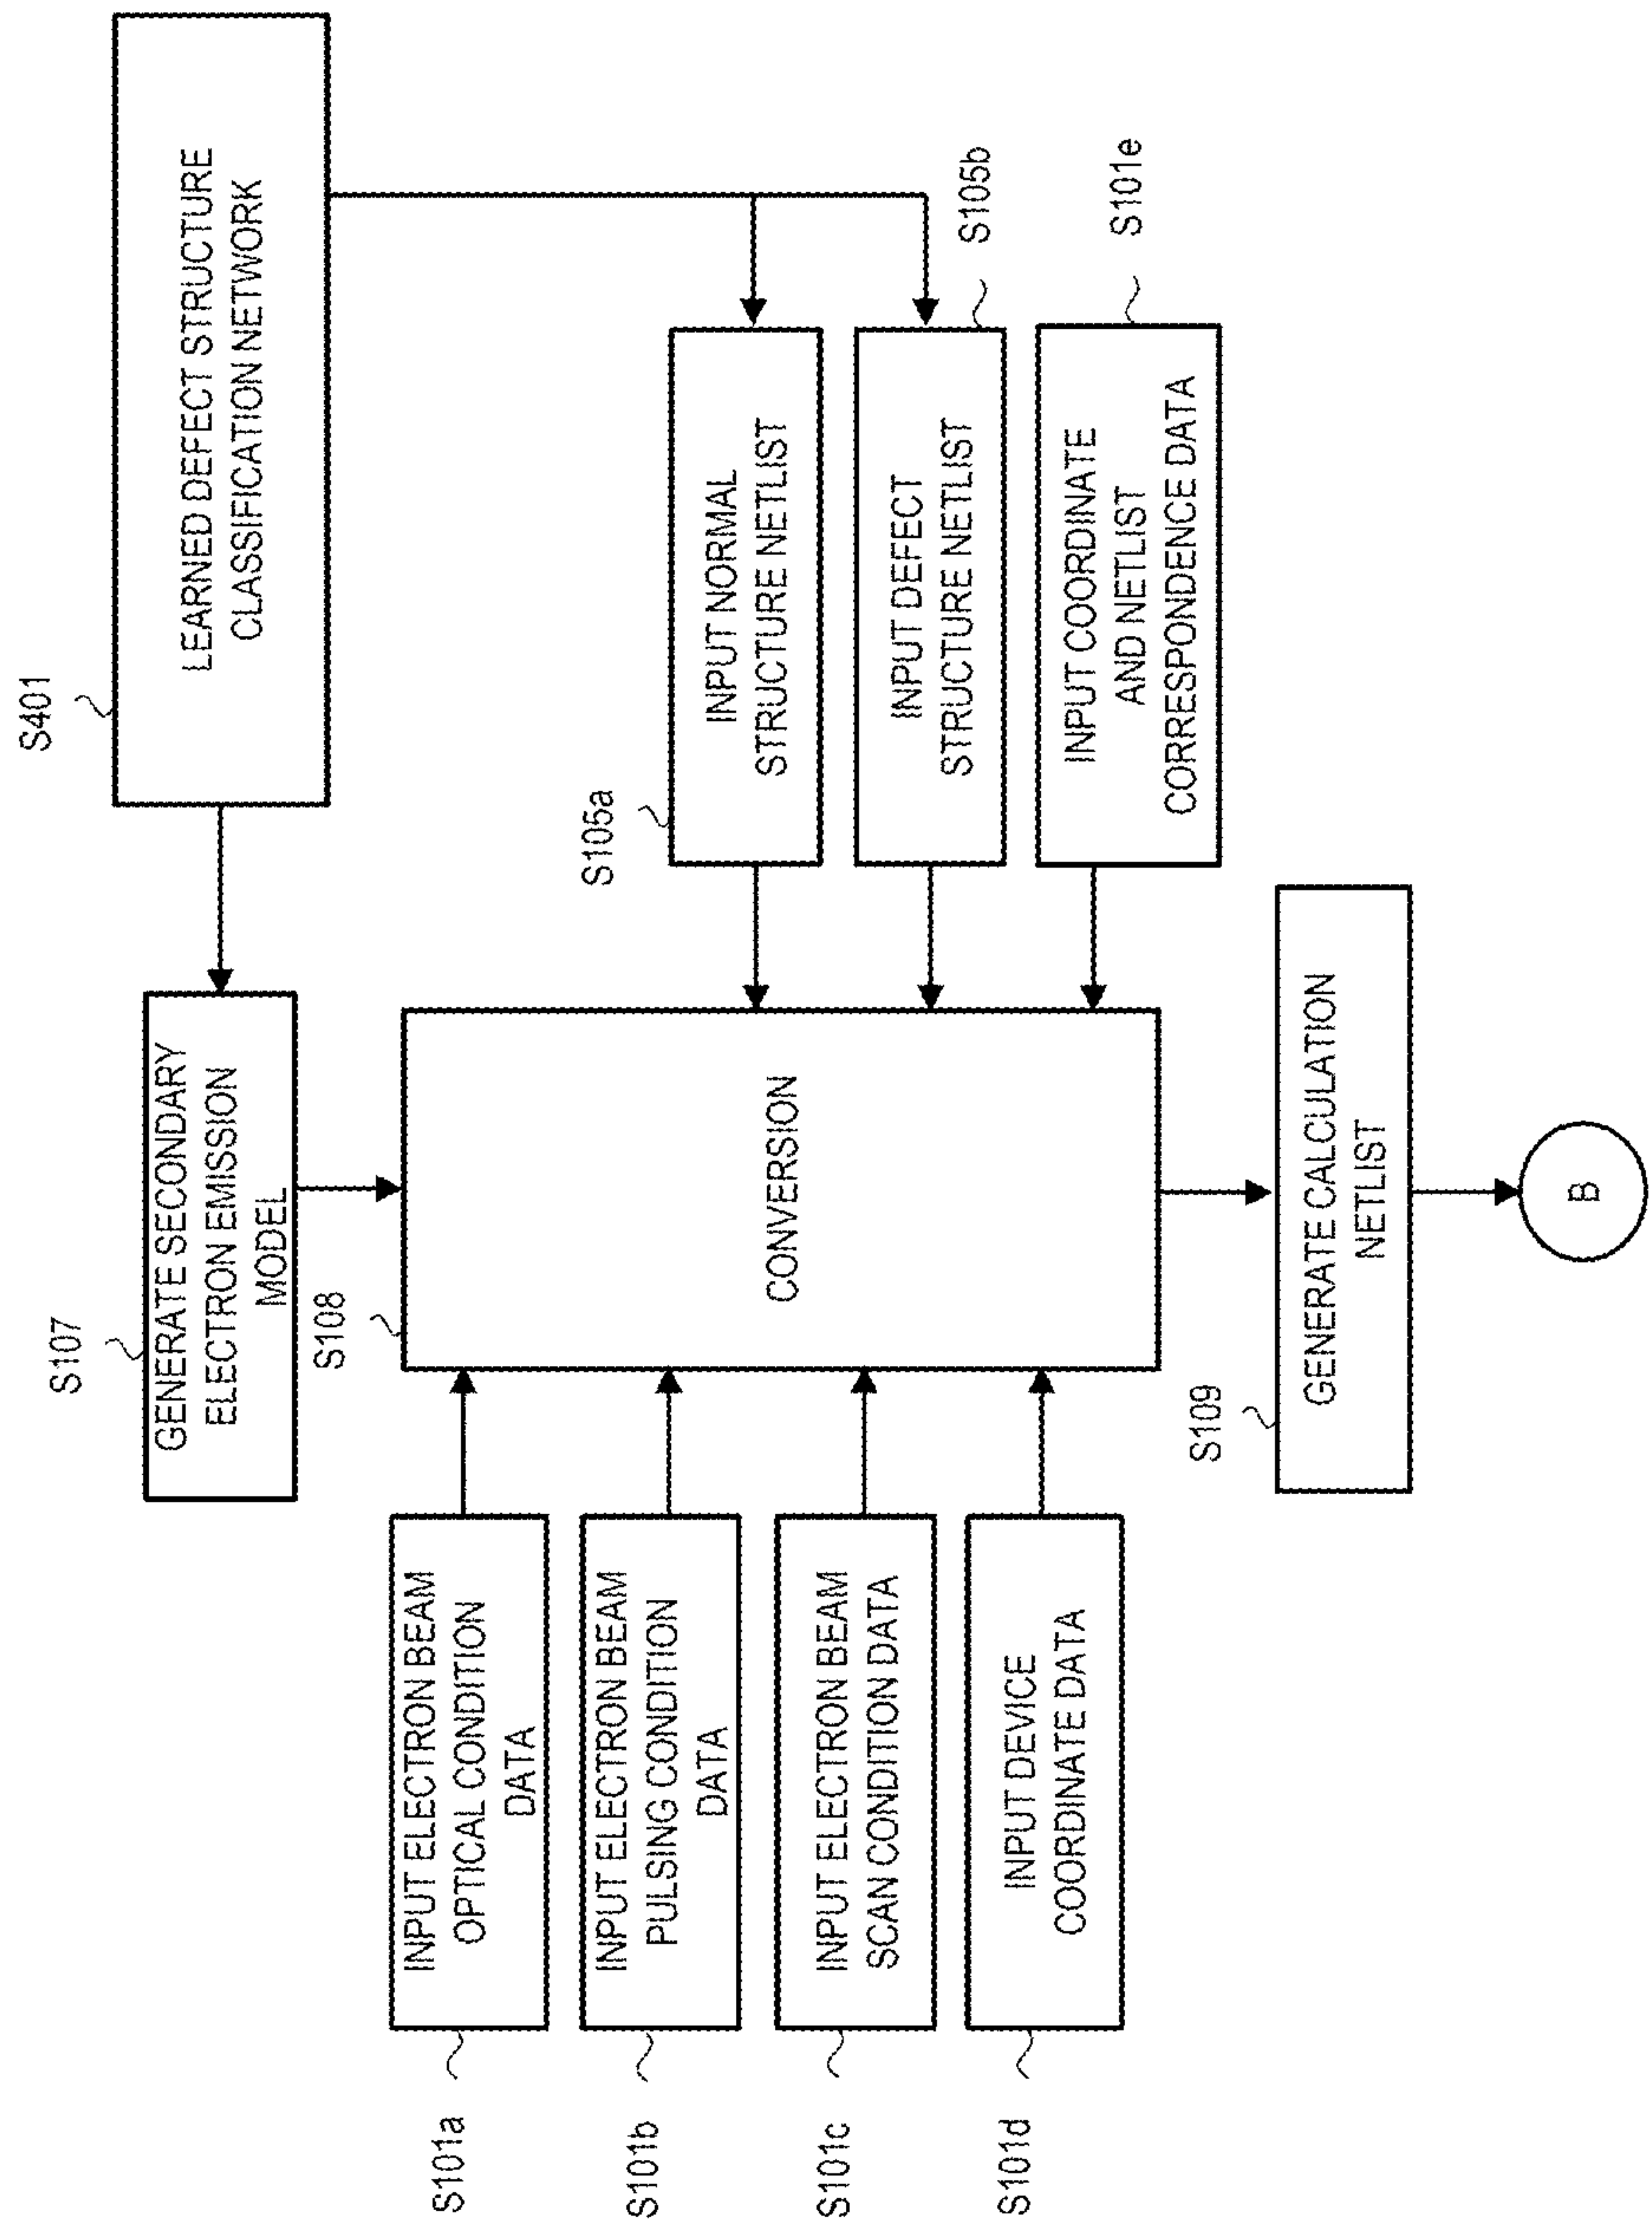 S401
LEARNED DEFECT STRUCTURE
CLASSIFICATION NETWORK
S107
GENERATE SECONDARY
ELECTRON EMISSION
MODEL
S108
CONVERSION
S101a
INPUT ELECTRON BEAM
OPTICAL CONDITION
DATA
S101b
INPUT ELECTRON BEAM
PULSING CONDITION
DATA
S101c
INPUT ELECTRON BEAM
SCAN CONDITION DATA
S101d
INPUT DEVICE
COORDINATE DATA
S105a
INPUT NORMAL
STRUCTURE NETLIST
S105b
INPUT DEFECT
STRUCTURE NETLIST
S101e
INPUT COORDINATE
AND NETLIST
CORRESPONDENCE DATA
S109
GENERATE CALCULATION
NETLIST
B